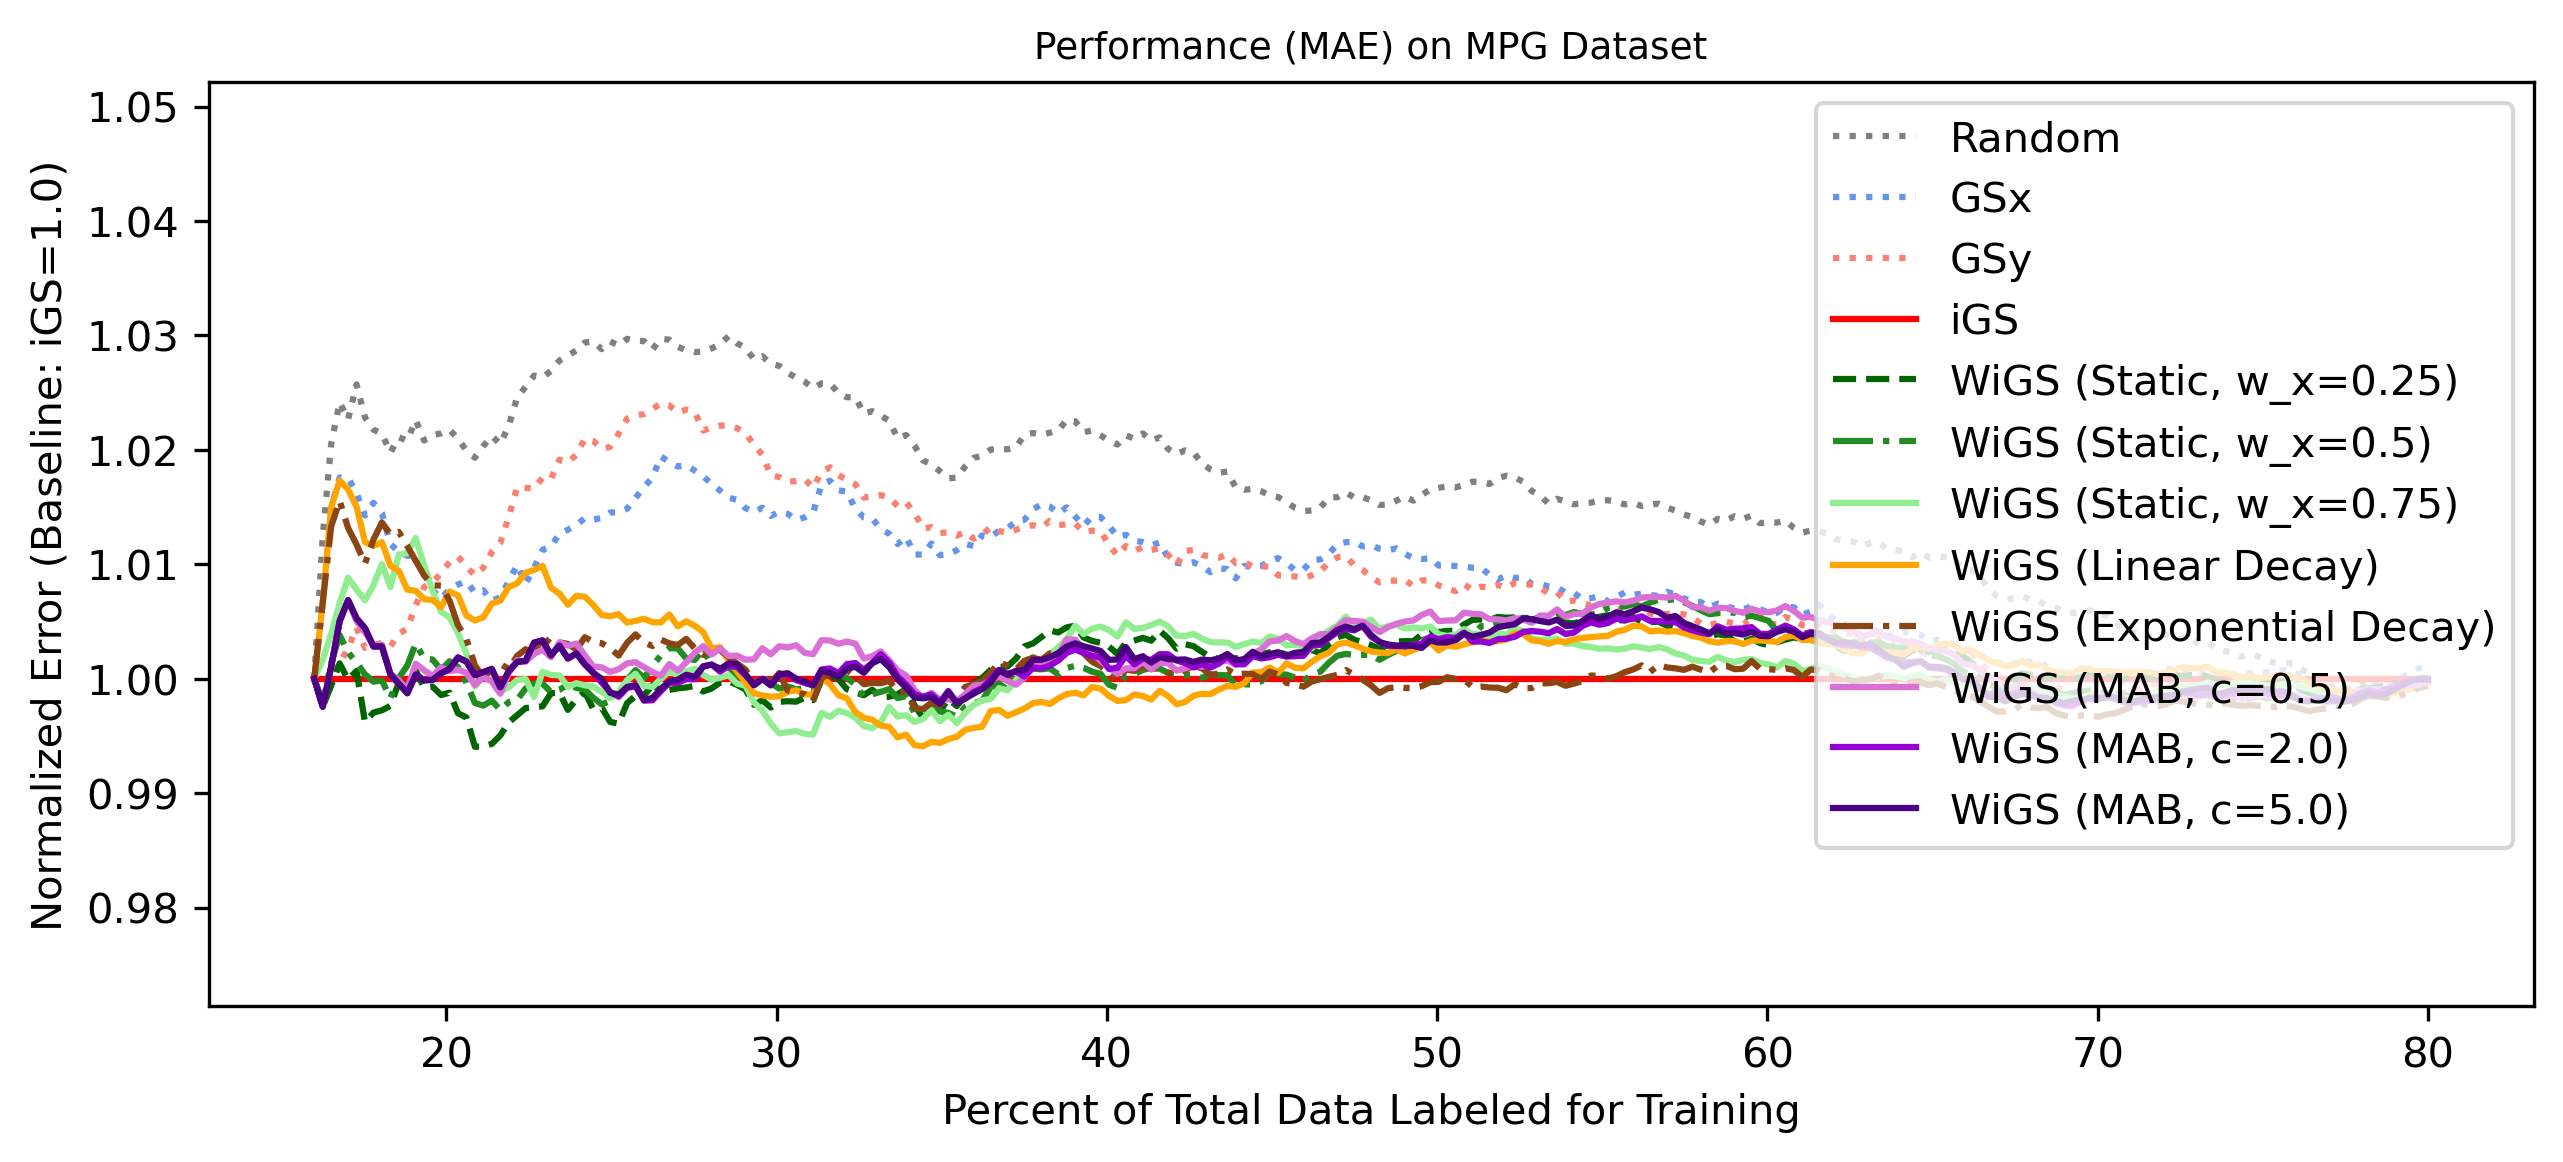 Performance (MAE) on MPG Dataset
Normalized Error (Baseline: iGS=1.0)
1.05
1.04
1.03
1.02
1.01
1.00
0.99
0.98
Random
GSx
GSy
iGS
WiGS (Static, w_x=0.25)
WiGS (Static, w_x=0.5)
WiGS (Static, w_x=0.75)
WiGS (Linear Decay)
WiGS (Exponential Decay)
WiGS (MAB, c=0.5)
WiGS (MAB, c=2.0)
WiGS (MAB, c=5.0)
20 30 40 50 60 70 80
Percent of Total Data Labeled for Training